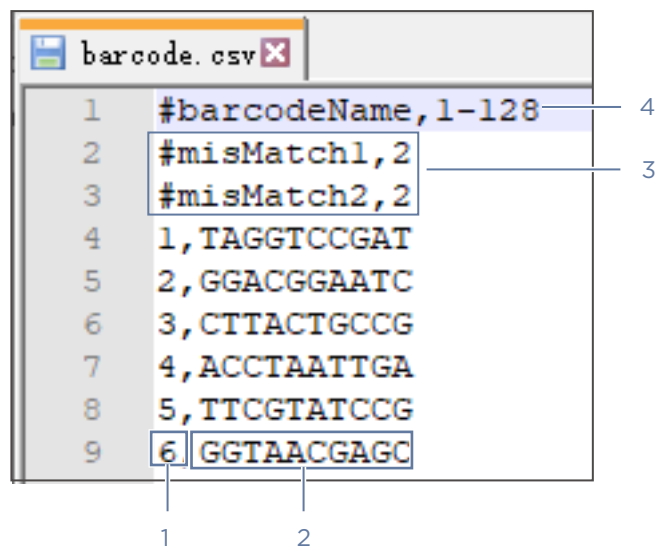 barcode.csv
1 #barcodeName,1-128 4
2 #misMatch1,2
3
3 #misMatch2,2
4 1,TAGGTCCGAT
5 2,GGACGGAATC
6 3,CTTACTGCCG
7 4,ACCTAATTGA
8 5,TTCGTATCCG
9 6,GGTAACGAGC
1 2